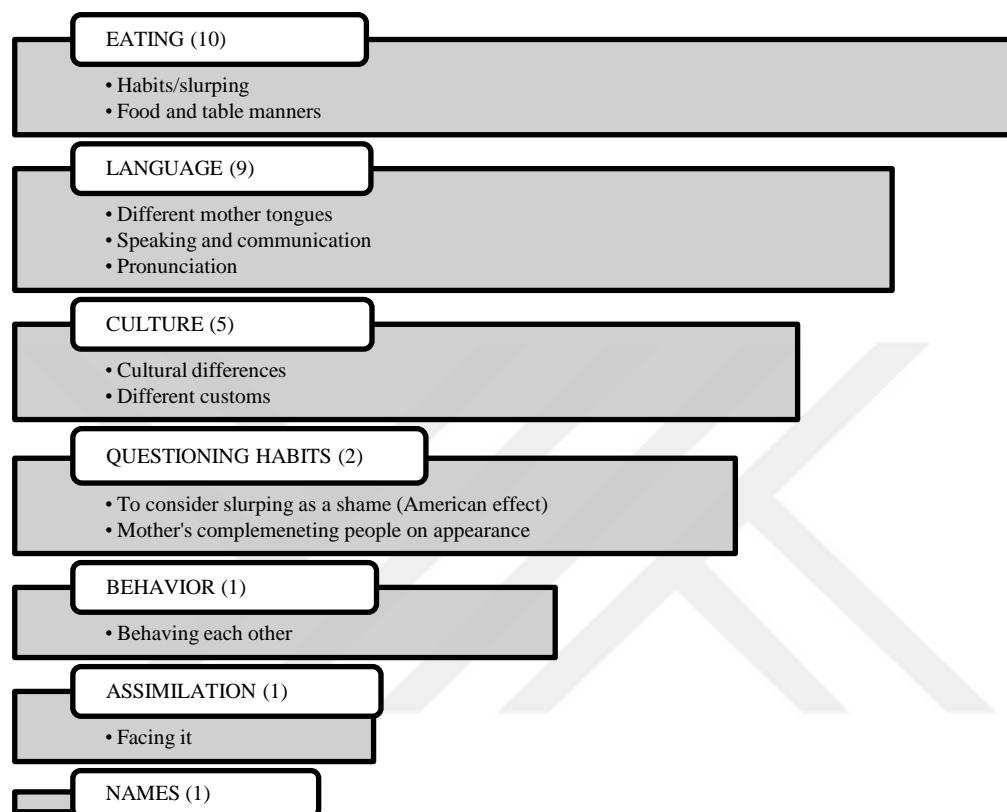 EATING (10)
• Habits/slurping
• Food and table manners
LANGUAGE (9)
• Different mother tongues
• Speaking and communication
• Pronunciation
CULTURE (5)
• Cultural differences
• Different customs
QUESTIONING HABITS (2)
• To consider slurping as a shame (American effect)
• Mother's complemeneting people on appearance
BEHAVIOR (1)
• Behaving each other
ASSIMILATION (1)
• Facing it
NAMES (1)